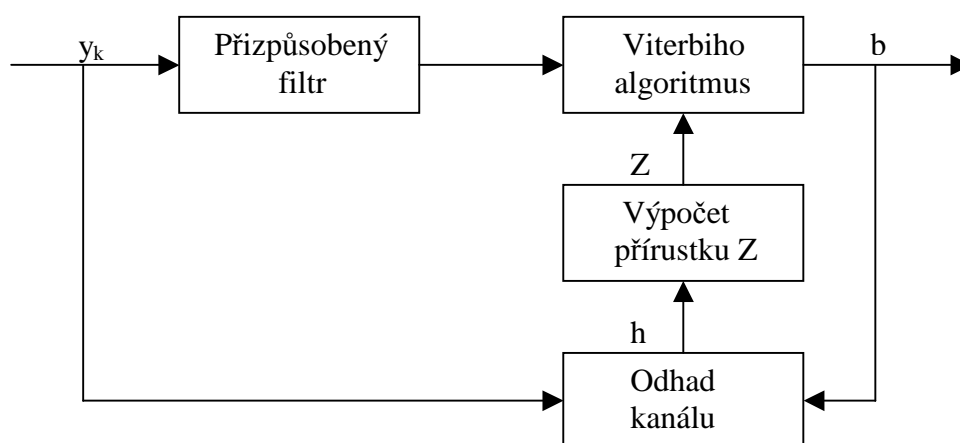 y_k
Přizpůsobený
filtr
Viterbiho
algoritmus
b
Z
Výpočet
přírustku Z
h
Odhad
kanálu